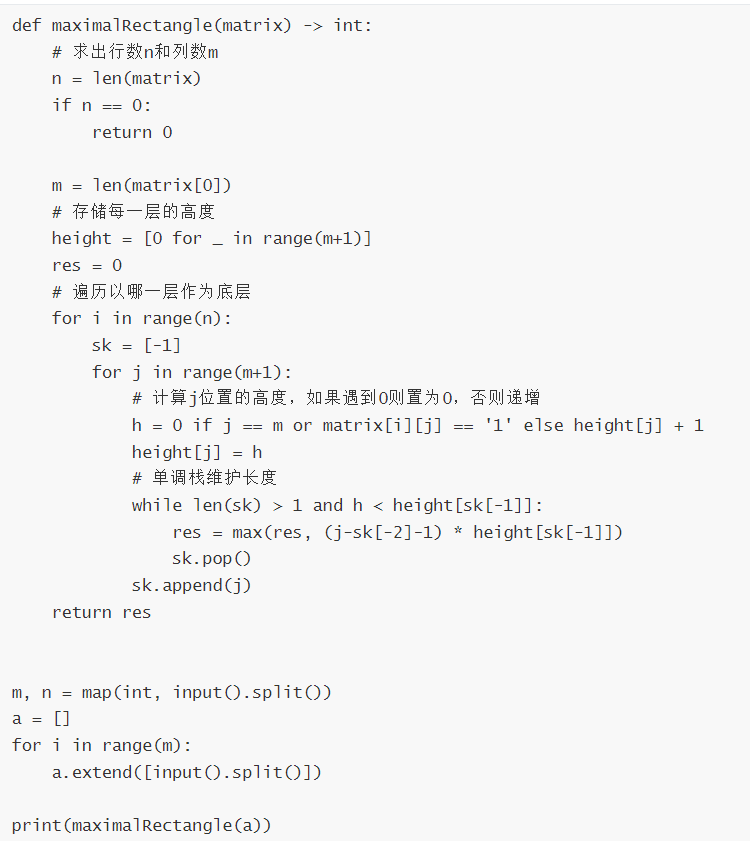 def maximalRectangle(matrix) -> int:
    # 求出行数n和列数m
    n = len(matrix)
    if n == 0:
        return 0

    m = len(matrix[0])
    # 存储每一层的高度
    height = [0 for _ in range(m+1)]
    res = 0
    # 遍历以哪一层作为底层
    for i in range(n):
        sk = [-1]
        for j in range(m+1):
            # 计算j位置的高度，如果遇到0则置为0，否则递增
            h = 0 if j == m or matrix[i][j] == '1' else height[j] + 1
            height[j] = h
            # 单调栈维护长度
            while len(sk) > 1 and h < height[sk[-1]]:
                res = max(res, (j-sk[-2]-1) * height[sk[-1]])
                sk.pop()
            sk.append(j)
    return res


m, n = map(int, input().split())
a = []
for i in range(m):
    a.extend([input().split()])

print(maximalRectangle(a))